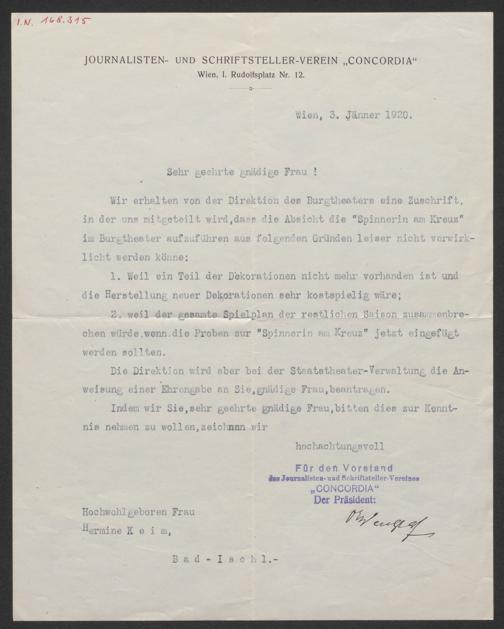 I.N. 168.315
JOURNALISTEN- UND SCHRIFTSTELLER-VEREIN „CONCORDIA“
Wien, I. Rudolfsplatz Nr. 12.
Wien, 3. Jänner 1920.
Sehr geehrte gnädige Frau !
Wir erhalten von der Direktion des Burgtheaters eine Zuschrift,
in der uns mitgeteilt wird,dass die Absicht die "Spinnerin am Kreuz"
im Burgtheater aufzuführen aus folgenden Gründen leiser nicht verwirk-
licht werden könne:
1. Weil ein Teil der Dekorationen nicht mehr vorhanden ist und
die Herstellung neuer Dekorationen sehr kostspielig wäre;
2. weil der gesamte Spielplan der restlichen Saison zusammenbre-
chen würde,wenn die Proben zur "Spinnerin am Kreuz" jetzt eingefügt
werden sollten.
Die Direktion wird aber bei der Staatstheater-Verwaltung die An-
weisung einer Ehrengabe an Sie,gnädige Frau,beantragen.
Indem wir Sie,sehr geehrte gnädige Frau,bitten dies zur Kennt-
nis nehmen zu wollen,zeichnen wir
hochachtungsvoll
Für den Vorstand
des Journalisten- und Schriftsteller-Vereines
„CONCORDIA“
Der Präsident:
Hochwohlgeboren Frau
Hermine K e i m,
B a d - I s c h l.-